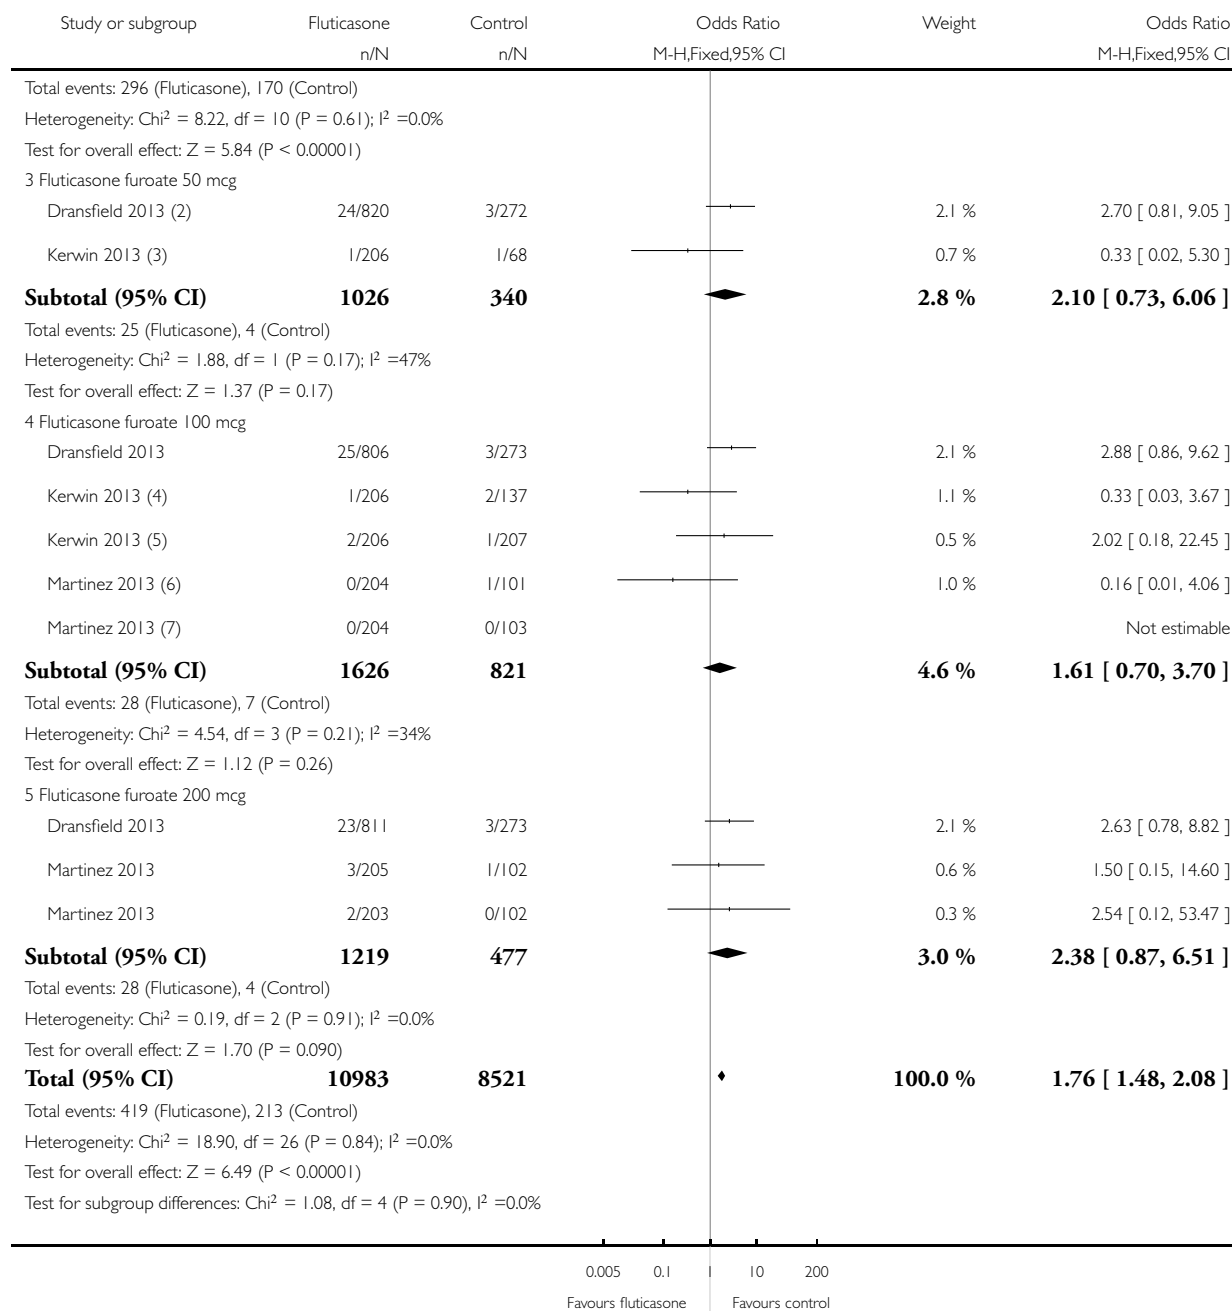 Study or subgroup Fluticasone Control Odds Ratio Weight Odds Ratio
n/N n/N M-H,Fixed,95% CI M-H,Fixed,95% CI
Total events: 296 (Fluticasone), 170 (Control)
Heterogeneity: Chi² = 8.22, df = 10 (P = 0.61); I² =0.0%
Test for overall effect: Z = 5.84 (P < 0.00001)
3 Fluticasone furoate 50 mcg
Dransfield 2013 (2) 24/820 3/272 2.1 % 2.70 [ 0.81, 9.05 ]
Kerwin 2013 (3) 1/206 1/68 0.7 % 0.33 [ 0.02, 5.30 ]
Subtotal (95% CI) 1026 340 2.8 % 2.10 [ 0.73, 6.06 ]
Total events: 25 (Fluticasone), 4 (Control)
Heterogeneity: Chi² = 1.88, df = 1 (P = 0.17); I² =47%
Test for overall effect: Z = 1.37 (P = 0.17)
4 Fluticasone furoate 100 mcg
Dransfield 2013 25/806 3/273 2.1 % 2.88 [ 0.86, 9.62 ]
Kerwin 2013 (4) 1/206 2/137 1.1 % 0.33 [ 0.03, 3.67 ]
Kerwin 2013 (5) 2/206 1/207 0.5 % 2.02 [ 0.18, 22.45 ]
Martinez 2013 (6) 0/204 1/101 1.0 % 0.16 [ 0.01, 4.06 ]
Martinez 2013 (7) 0/204 0/103 Not estimable
Subtotal (95% CI) 1626 821 4.6 % 1.61 [ 0.70, 3.70 ]
Total events: 28 (Fluticasone), 7 (Control)
Heterogeneity: Chi² = 4.54, df = 3 (P = 0.21); I² =34%
Test for overall effect: Z = 1.12 (P = 0.26)
5 Fluticasone furoate 200 mcg
Dransfield 2013 23/811 3/273 2.1 % 2.63 [ 0.78, 8.82 ]
Martinez 2013 3/205 1/102 0.6 % 1.50 [ 0.15, 14.60 ]
Martinez 2013 2/203 0/102 0.3 % 2.54 [ 0.12, 53.47 ]
Subtotal (95% CI) 1219 477 3.0 % 2.38 [ 0.87, 6.51 ]
Total events: 28 (Fluticasone), 4 (Control)
Heterogeneity: Chi² = 0.19, df = 2 (P = 0.91); I² =0.0%
Test for overall effect: Z = 1.70 (P = 0.090)
Total (95% CI) 10983 8521 100.0 % 1.76 [ 1.48, 2.08 ]
Total events: 419 (Fluticasone), 213 (Control)
Heterogeneity: Chi² = 18.90, df = 26 (P = 0.84); I² =0.0%
Test for overall effect: Z = 6.49 (P < 0.00001)
Test for subgroup differences: Chi² = 1.08, df = 4 (P = 0.90), I² =0.0%
0.005 0.1 1 10 200
Favours fluticasone Favours control